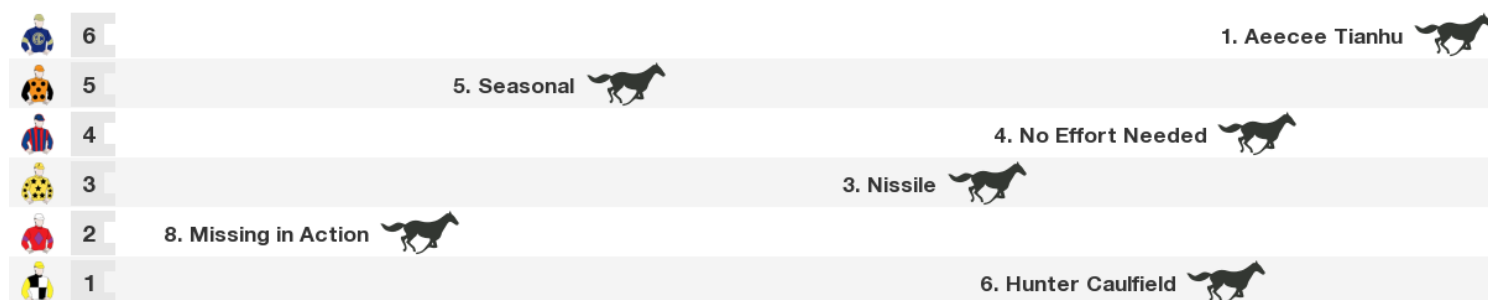 6 1. Aeecee Tianhu
5 5. Seasonal
4 4. No Effort Needed
3 3. Nissile
2 8. Missing in Action
1 6. Hunter Caulfield